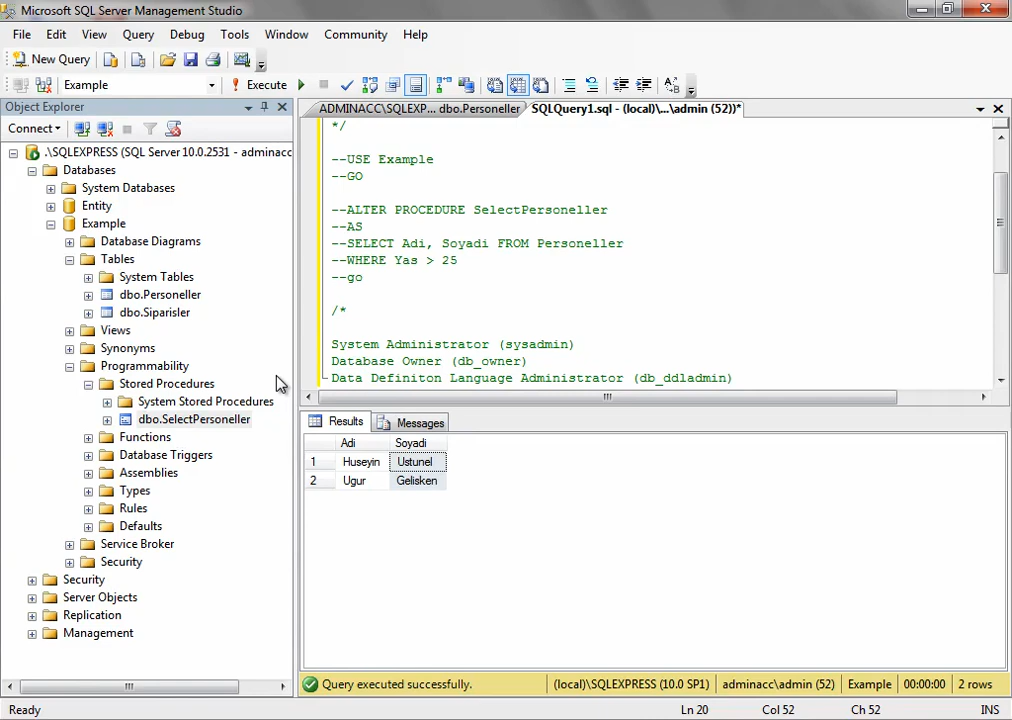 Microsoft SQL Server Management Studio
File Edit View Query Debug Tools Window Community Help
New Query
Example
Execute
Object Explorer
Connect
.\SQLEXPRESS (SQL Server 10.0.2531 - adminacc
Databases
System Databases
Entity
Example
Database Diagrams
Tables
System Tables
dbo.Personeller
dbo.Siparisler
Views
Synonyms
Programmability
Stored Procedures
System Stored Procedures
dbo.SelectPersoneller
Functions
Database Triggers
Assemblies
Types
Rules
Defaults
Service Broker
Security
Security
Server Objects
Replication
Management
ADMINACC\SQLEXP... dbo.Personeller
SQLQuery1.sql - (local)\...\admin (52))*
*/
--USE Example
--GO
--ALTER PROCEDURE SelectPersoneller
--AS
--SELECT Adi, Soyadi FROM Personeller
--WHERE Yas > 25
--go
/*
System Administrator (sysadmin)
Database Owner (db_owner)
Data Definiton Language Administrator (db_ddladmin)
Results Messages
Adi Soyadi
1 Huseyin Ustunel
2 Ugur Gelisken
Query executed successfully. (local)\SQLEXPRESS (10.0 SP1) adminacc\admin (52) Example 00:00:00 2 rows
Ready Ln 20 Col 52 Ch 52 INS